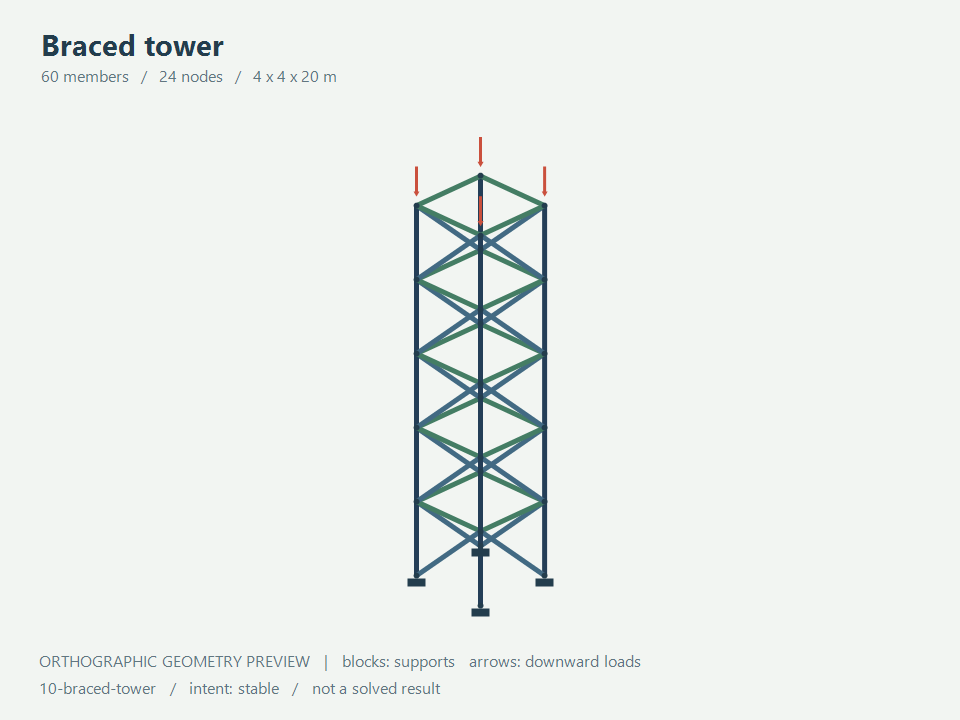 Braced tower
60 members / 24 nodes / 4 x 4 x 20 m
ORTHOGRAPHIC GEOMETRY PREVIEW | blocks: supports arrows: downward loads
10-braced-tower / intent: stable / not a solved result